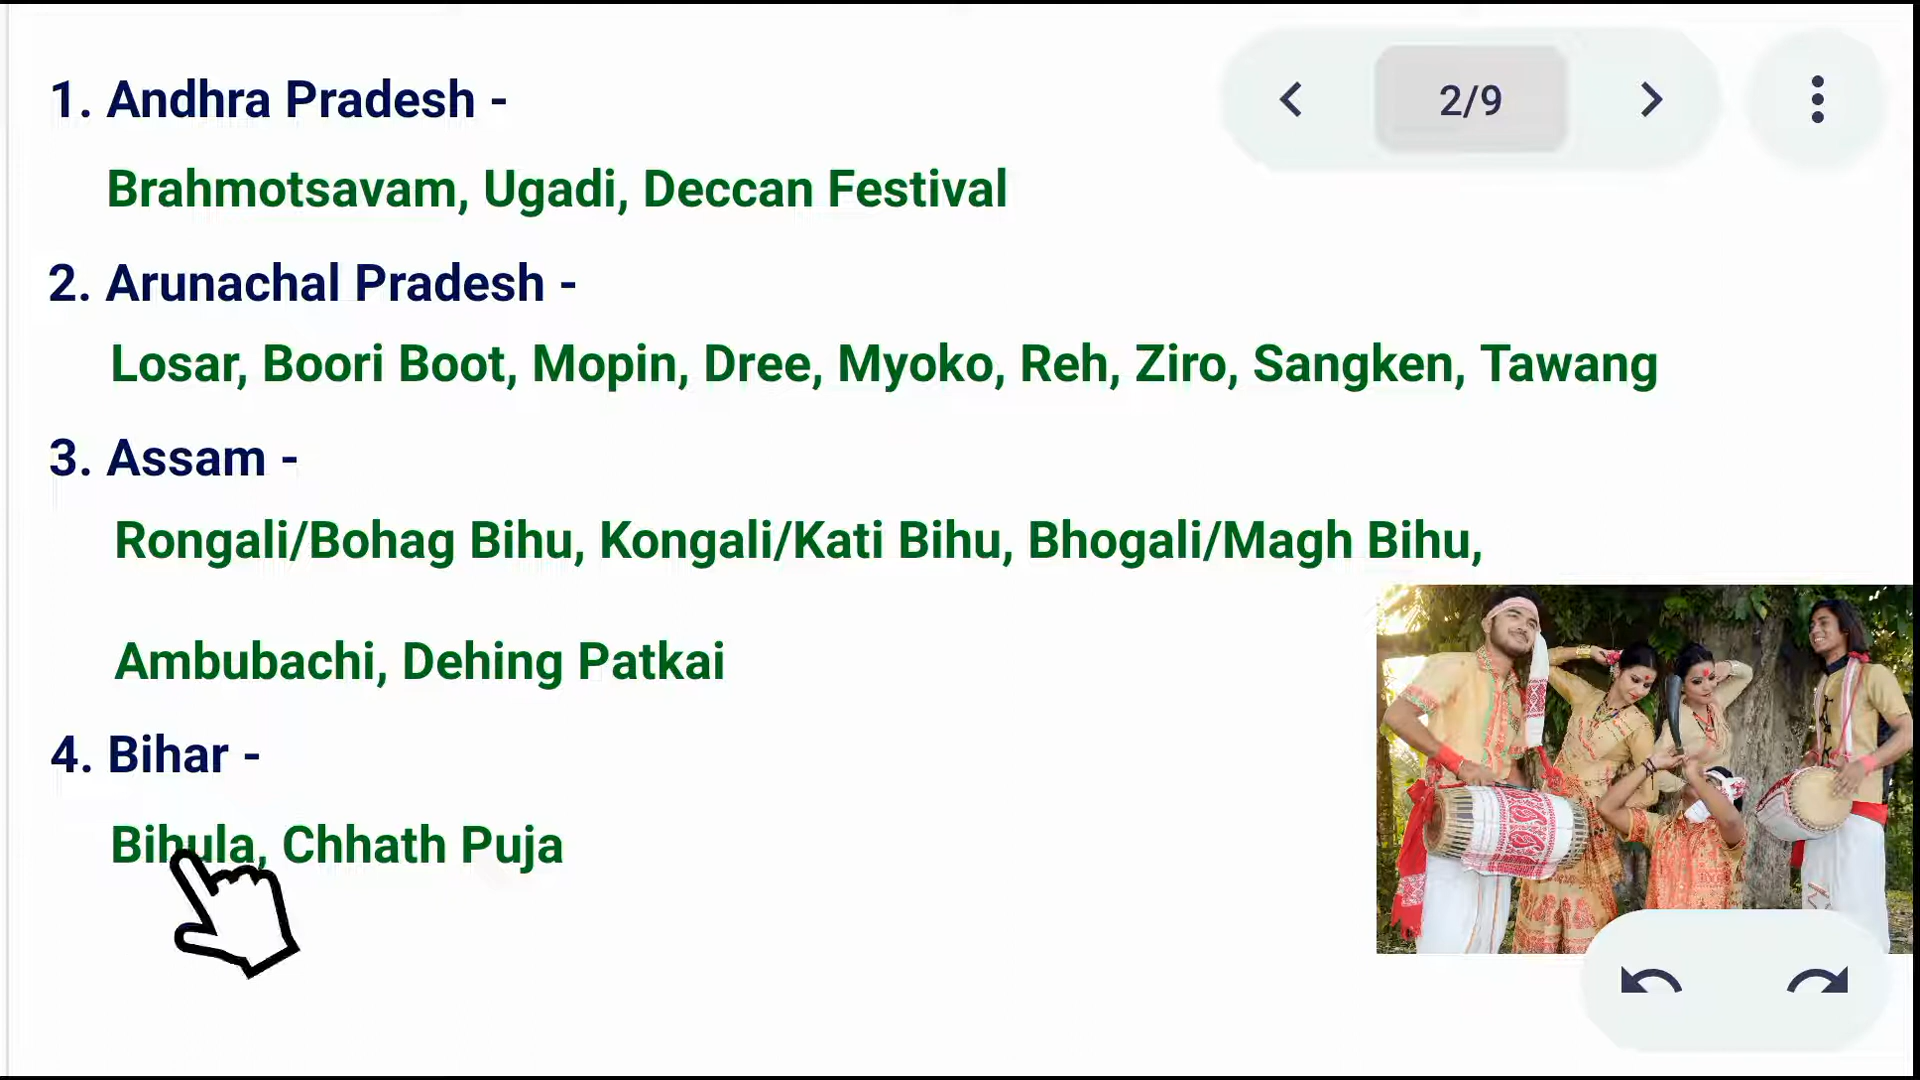 1. Andhra Pradesh -
2/9
Brahmotsavam, Ugadi, Deccan Festival
2. Arunachal Pradesh -
Losar, Boori Boot, Mopin, Dree, Myoko, Reh, Ziro, Sangken, Tawang
3. Assam -
Rongali/Bohag Bihu, Kongali/Kati Bihu, Bhogali/Magh Bihu,
Ambubachi, Dehing Patkai
4. Bihar -
Bihula, Chhath Puja